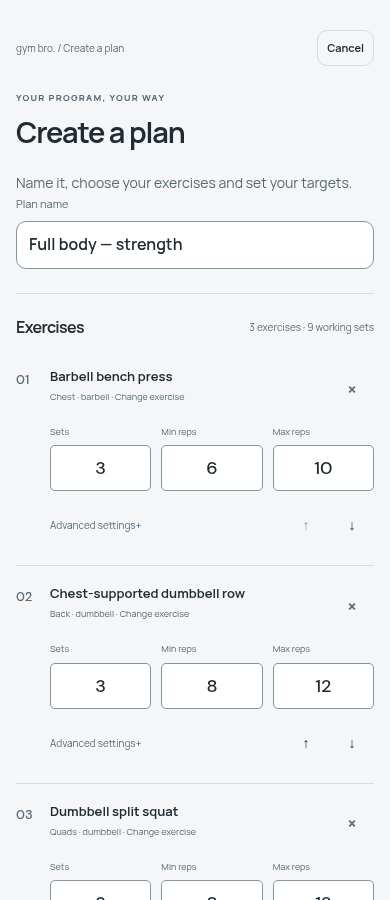 gym bro. / Create a plan
Cancel
YOUR PROGRAM, YOUR WAY
Create a plan
Name it, choose your exercises and set your targets.
Plan name
Full body — strength
Exercises
3 exercises · 9 working sets
01
Barbell bench press
×
Chest · barbell · Change exercise
Sets
Min reps
Max reps
3
6
10
Advanced settings+
↑
↓
02
Chest-supported dumbbell row
×
Back · dumbbell · Change exercise
Sets
Min reps
Max reps
3
8
12
Advanced settings+
↑
↓
03
Dumbbell split squat
×
Quads · dumbbell · Change exercise
Sets
Min reps
Max reps